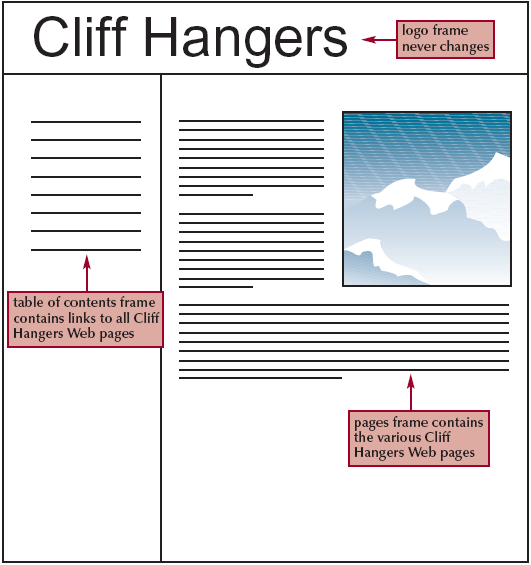 Cliff Hangers
logo frame
never changes
table of contents frame
contains links to all Cliff
Hangers Web pages
pages frame contains
the various Cliff
Hangers Web pages